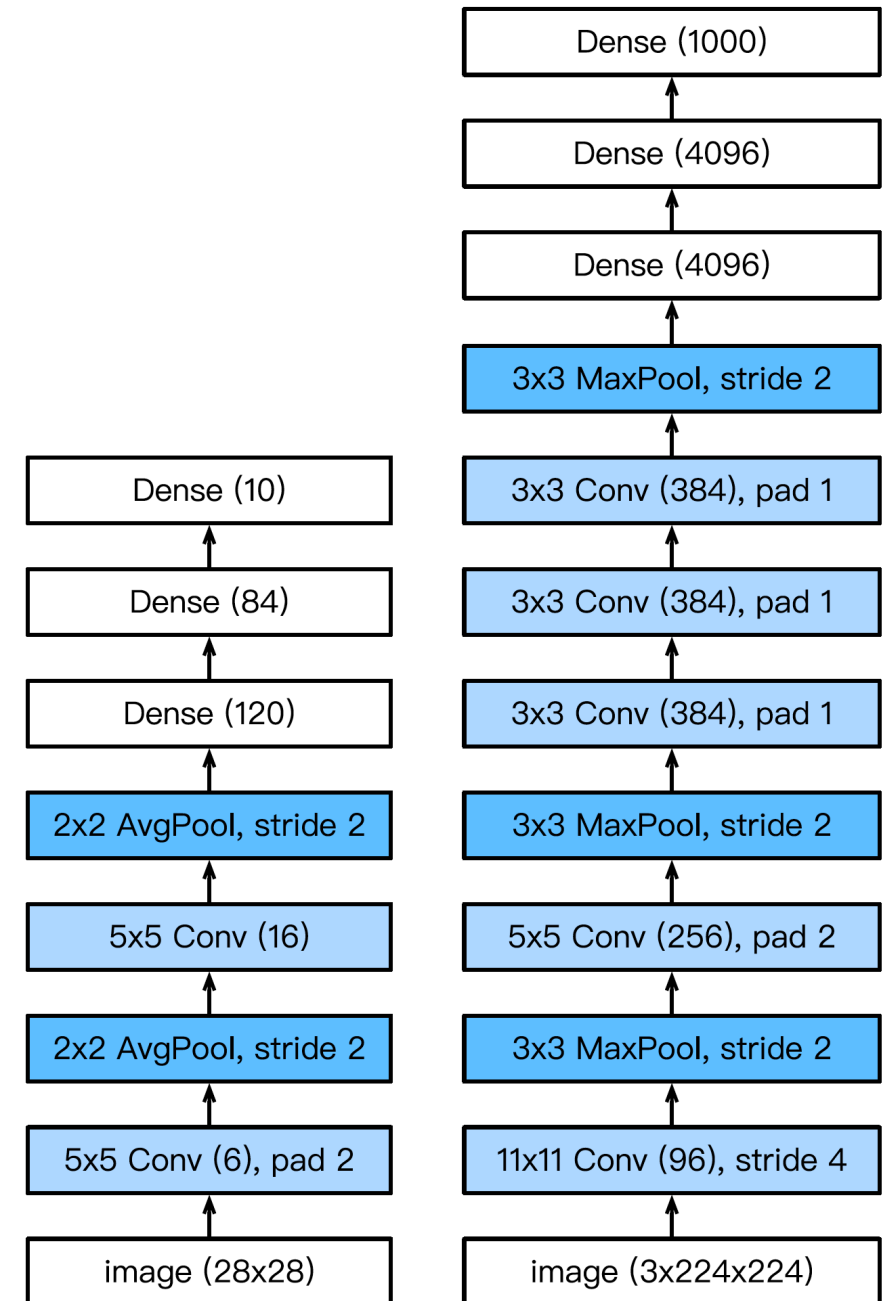 Dense (10)
Dense (84)
Dense (120)
2x2 AvgPool, stride 2
5x5 Conv (16)
2x2 AvgPool, stride 2
5x5 Conv (6), pad 2
image (28x28)
Dense (1000)
Dense (4096)
Dense (4096)
3x3 MaxPool, stride 2
3x3 Conv (384), pad 1
3x3 Conv (384), pad 1
3x3 Conv (384), pad 1
3x3 MaxPool, stride 2
5x5 Conv (256), pad 2
3x3 MaxPool, stride 2
11x11 Conv (96), stride 4
image (3x224x224)